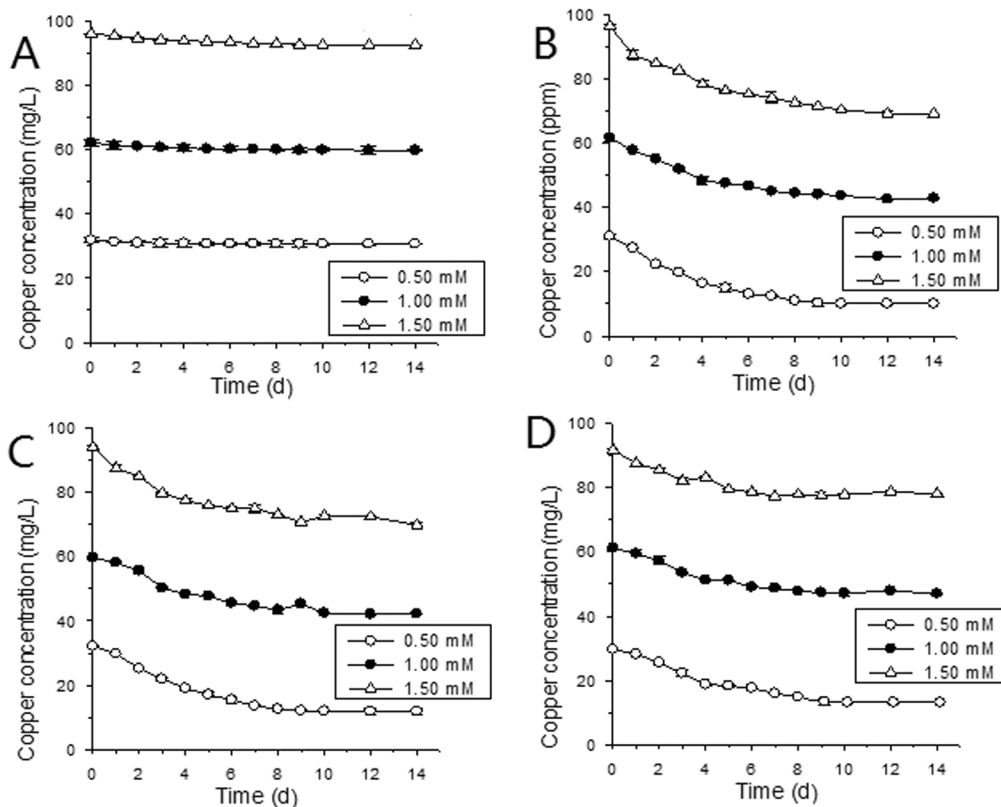 A
Copper concentration (mg/L)
100
80
60
40
20
0
0 2 4 6 8 10 12 14
Time (d)
0.50 mM
1.00 mM
1.50 mM
B
Copper concentration (ppm)
100
80
60
40
20
0
0 2 4 6 8 10 12 14
Time (d)
0.50 mM
1.00 mM
1.50 mM
C
Copper concentration (mg/L)
100
80
60
40
20
0
0 2 4 6 8 10 12 14
Time (d)
0.50 mM
1.00 mM
1.50 mM
D
Copper concentration (mg/L)
100
80
60
40
20
0
0 2 4 6 8 10 12 14
Time (d)
0.50 mM
1.00 mM
1.50 mM